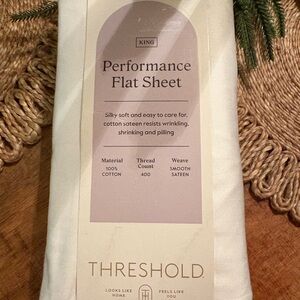 KING
Performance
Flat Sheet
Silky soft and easy to care for,
cotton sateen resists wrinkling,
shrinking and pilling
Material Thread Count Weave
100% COTTON 400 SMOOTH SATEEN
THRESHOLD
LOOKS LIKE HOME. FEELS LIKE YOU.